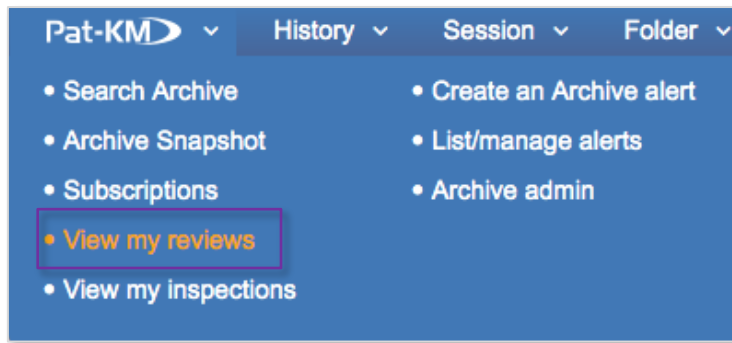 Pat-KM History Session Folder
• Search Archive
• Archive Snapshot
• Subscriptions
• View my reviews
• View my inspections
• Create an Archive alert
• List/manage alerts
• Archive admin